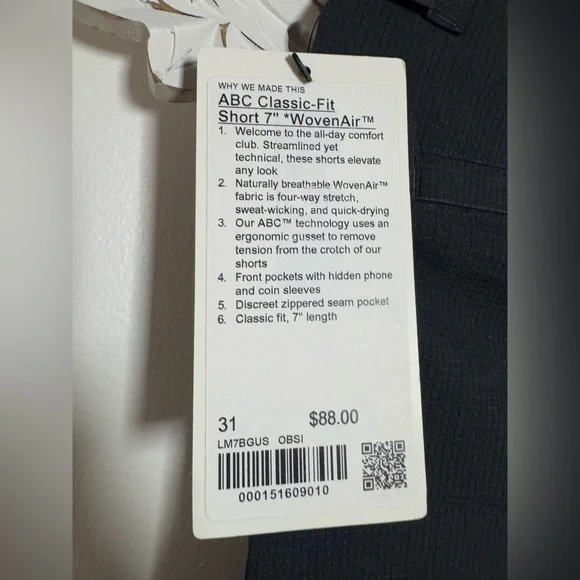 WHY WE MADE THIS
ABC Classic-Fit
Short 7" *WovenAir™
1. Welcome to the all-day comfort
club. Streamlined yet
technical, these shorts elevate
any look
2. Naturally breathable WovenAir™
fabric is four-way stretch,
sweat-wicking, and quick-drying
3. Our ABC™ technology uses an
ergonomic gusset to remove
tension from the crotch of our
shorts
4. Front pockets with hidden phone
and coin sleeves
5. Discreet zippered seam pocket
6. Classic fit, 7" length
31 $88.00
LM7BGUS OBSI
000151609010